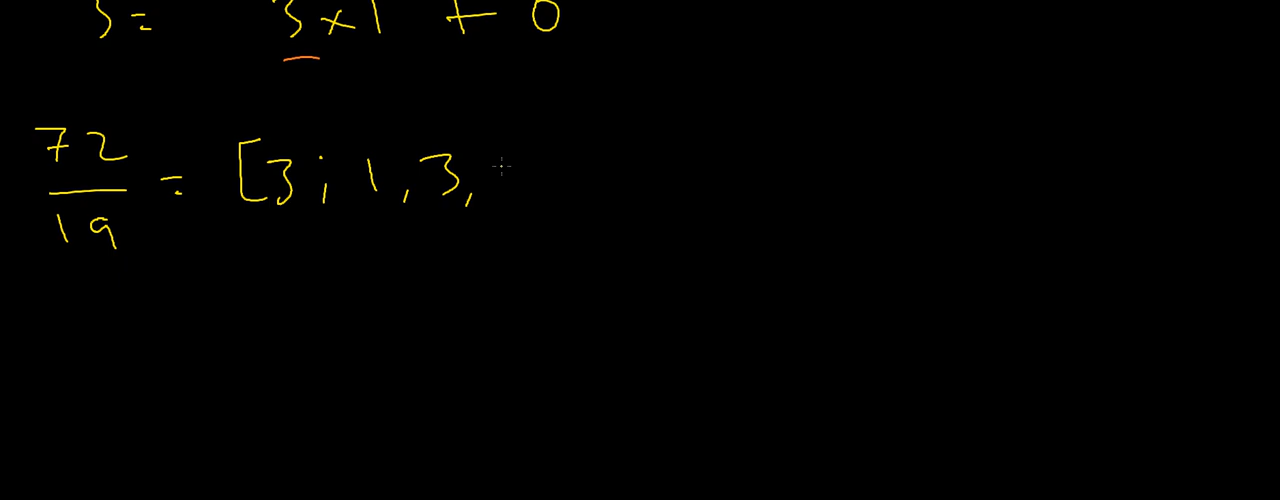 3 = 3 x 1 + 0
72
19 = [3; 1, 3,